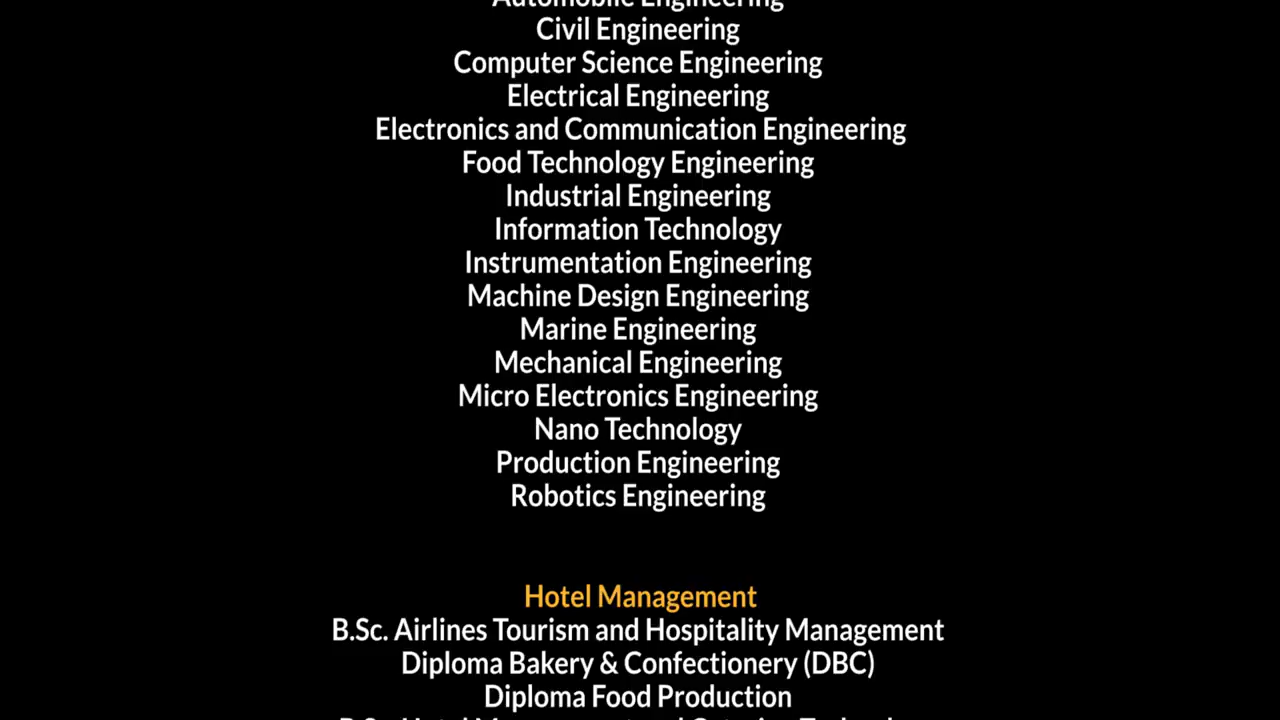 Automobile Engineering
Civil Engineering
Computer Science Engineering
Electrical Engineering
Electronics and Communication Engineering
Food Technology Engineering
Industrial Engineering
Information Technology
Instrumentation Engineering
Machine Design Engineering
Marine Engineering
Mechanical Engineering
Micro Electronics Engineering
Nano Technology
Production Engineering
Robotics Engineering
Hotel Management
B.Sc. Airlines Tourism and Hospitality Management
Diploma Bakery & Confectionery (DBC)
Diploma Food Production